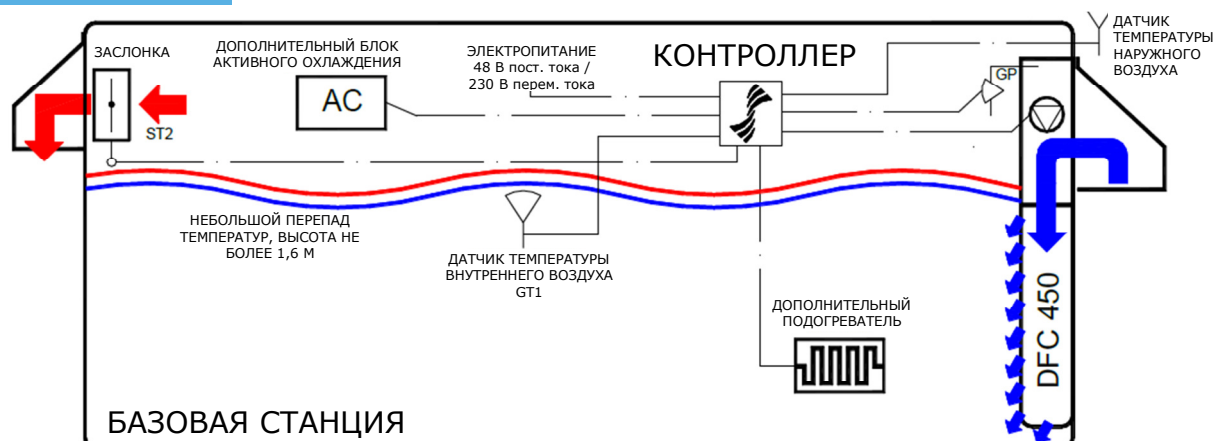 ЗАСЛОНКА
ДОПОЛНИТЕЛЬНЫЙ БЛОК
АКТИВНОГО ОХЛАЖДЕНИЯ
AC
ST2
ЭЛЕКТРОПИТАНИЕ
48 В пост. тока /
230 В перем. тока
КОНТРОЛЛЕР
GP
ДАТЧИК
ТЕМПЕРАТУРЫ
НАРУЖНОГО
ВОЗДУХА
НЕБОЛЬШОЙ ПЕРЕПАД
ТЕМПЕРАТУР, ВЫСОТА НЕ
БОЛЕЕ 1,6 М
ДАТЧИК ТЕМПЕРАТУРЫ
ВНУТРЕННЕГО ВОЗДУХА
GT1
ДОПОЛНИТЕЛЬНЫЙ
ПОДОГРЕВАТЕЛЬ
DFC 450
БАЗОВАЯ СТАНЦИЯ